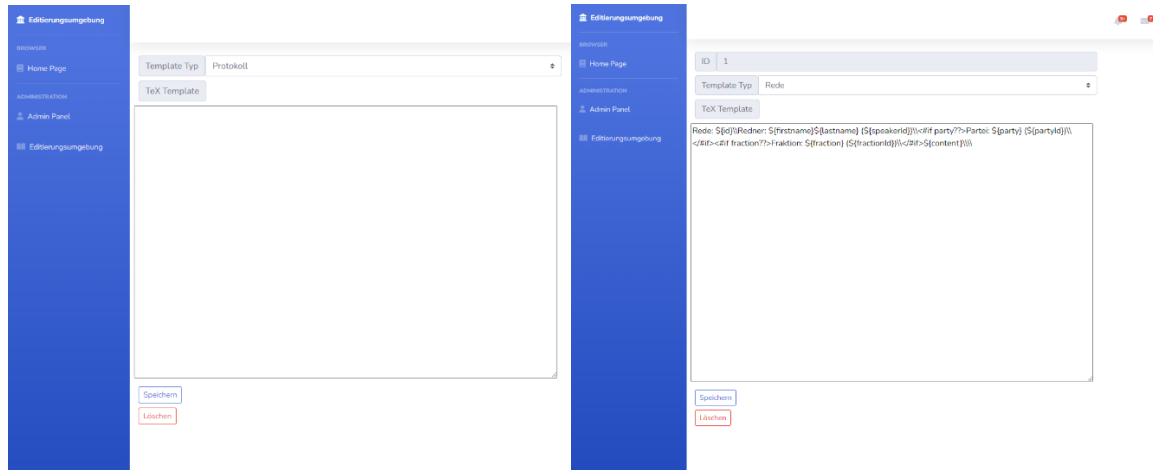 Editierungsumgebung
BROWSER
Home Page
ADMINISTRATION
Admin Panel
Editierungsumgebung
Template Typ Protokoll
TeX Template
Speichern
Löschen
Editierungsumgebung
BROWSER
Home Page
ADMINISTRATION
Admin Panel
Editierungsumgebung
ID 1
Template Typ Rede
TeX Template
Rede: ${id}\\Redner: ${firstname}${lastname} (${speakerId})\\<#if party??>Partei: ${party} (${partyId})\\
</#if><#if fraction??>Fraktion: ${fraction} (${fractionId})\\</#if>${content}\\\\
Speichern
Löschen